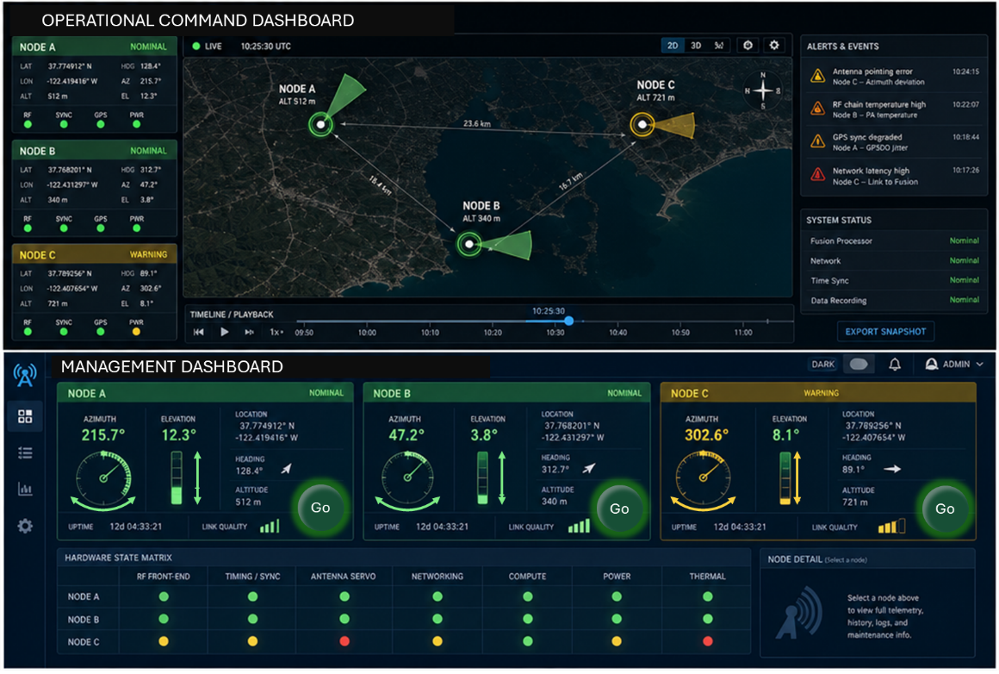 OPERATIONAL COMMAND DASHBOARD
NODE A NOMINAL
LAT 37.774912° N HDG 128.4°
LON -122.419416° W AZ 215.7°
ALT 512 m EL 12.3°
RF SYNC GPS PWR
NODE B NOMINAL
LAT 37.768201° N HDG 312.7°
LON -122.431297° W AZ 47.2°
ALT 340 m EL 3.8°
RF SYNC GPS PWR
NODE C WARNING
LAT 37.789256° N HDG 89.1°
LON -122.407654° W AZ 302.6°
ALT 721 m EL 8.1°
RF SYNC GPS PWR
LIVE 10:25:30 UTC 2D 3D
NODE A
ALT 512 m
NODE C
ALT 721 m
NODE B
ALT 340 m
23.6 km
18.4 km
16.7 km
N
S
TIMELINE / PLAYBACK 10:25:30
1x
09:50 10:00 10:10 10:20 10:30 10:40 10:50 11:00
ALERTS & EVENTS
Antenna pointing error 10:24:15
Node C – Azimuth deviation
RF chain temperature high 10:22:07
Node B – PA temperature
GPS sync degraded 10:18:44
Node A – GPSDO Jitter
Network latency high 10:17:26
Node C – Link to Fusion
SYSTEM STATUS
Fusion Processor Nominal
Network Nominal
Time Sync Nominal
Data Recording Nominal
EXPORT SNAPSHOT
MANAGEMENT DASHBOARD
DARK ADMIN
NODE A NOMINAL
AZIMUTH ELEVATION
215.7° 12.3°
LOCATION
37.774912° N
-122.419416° W
HEADING
128.4°
ALTITUDE
512 m
Go
UPTIME 12d 04:33:21 LINK QUALITY
NODE B NOMINAL
AZIMUTH ELEVATION
47.2° 3.8°
LOCATION
37.768201° N
-122.431297° W
HEADING
312.7°
ALTITUDE
340 m
Go
UPTIME 12d 04:33:21 LINK QUALITY
NODE C WARNING
AZIMUTH ELEVATION
302.6° 8.1°
LOCATION
37.789256° N
-122.407654° W
HEADING
89.1°
ALTITUDE
721 m
Go
UPTIME 12d 04:33:21 LINK QUALITY
HARDWARE STATE MATRIX
RF FRONT-END TIMING / SYNC ANTENNA SERVO NETWORKING COMPUTE POWER THERMAL
NODE A
NODE B
NODE C
NODE DETAIL (Select a node)
Select a node above
to view full telemetry,
history, logs, and
maintenance info.